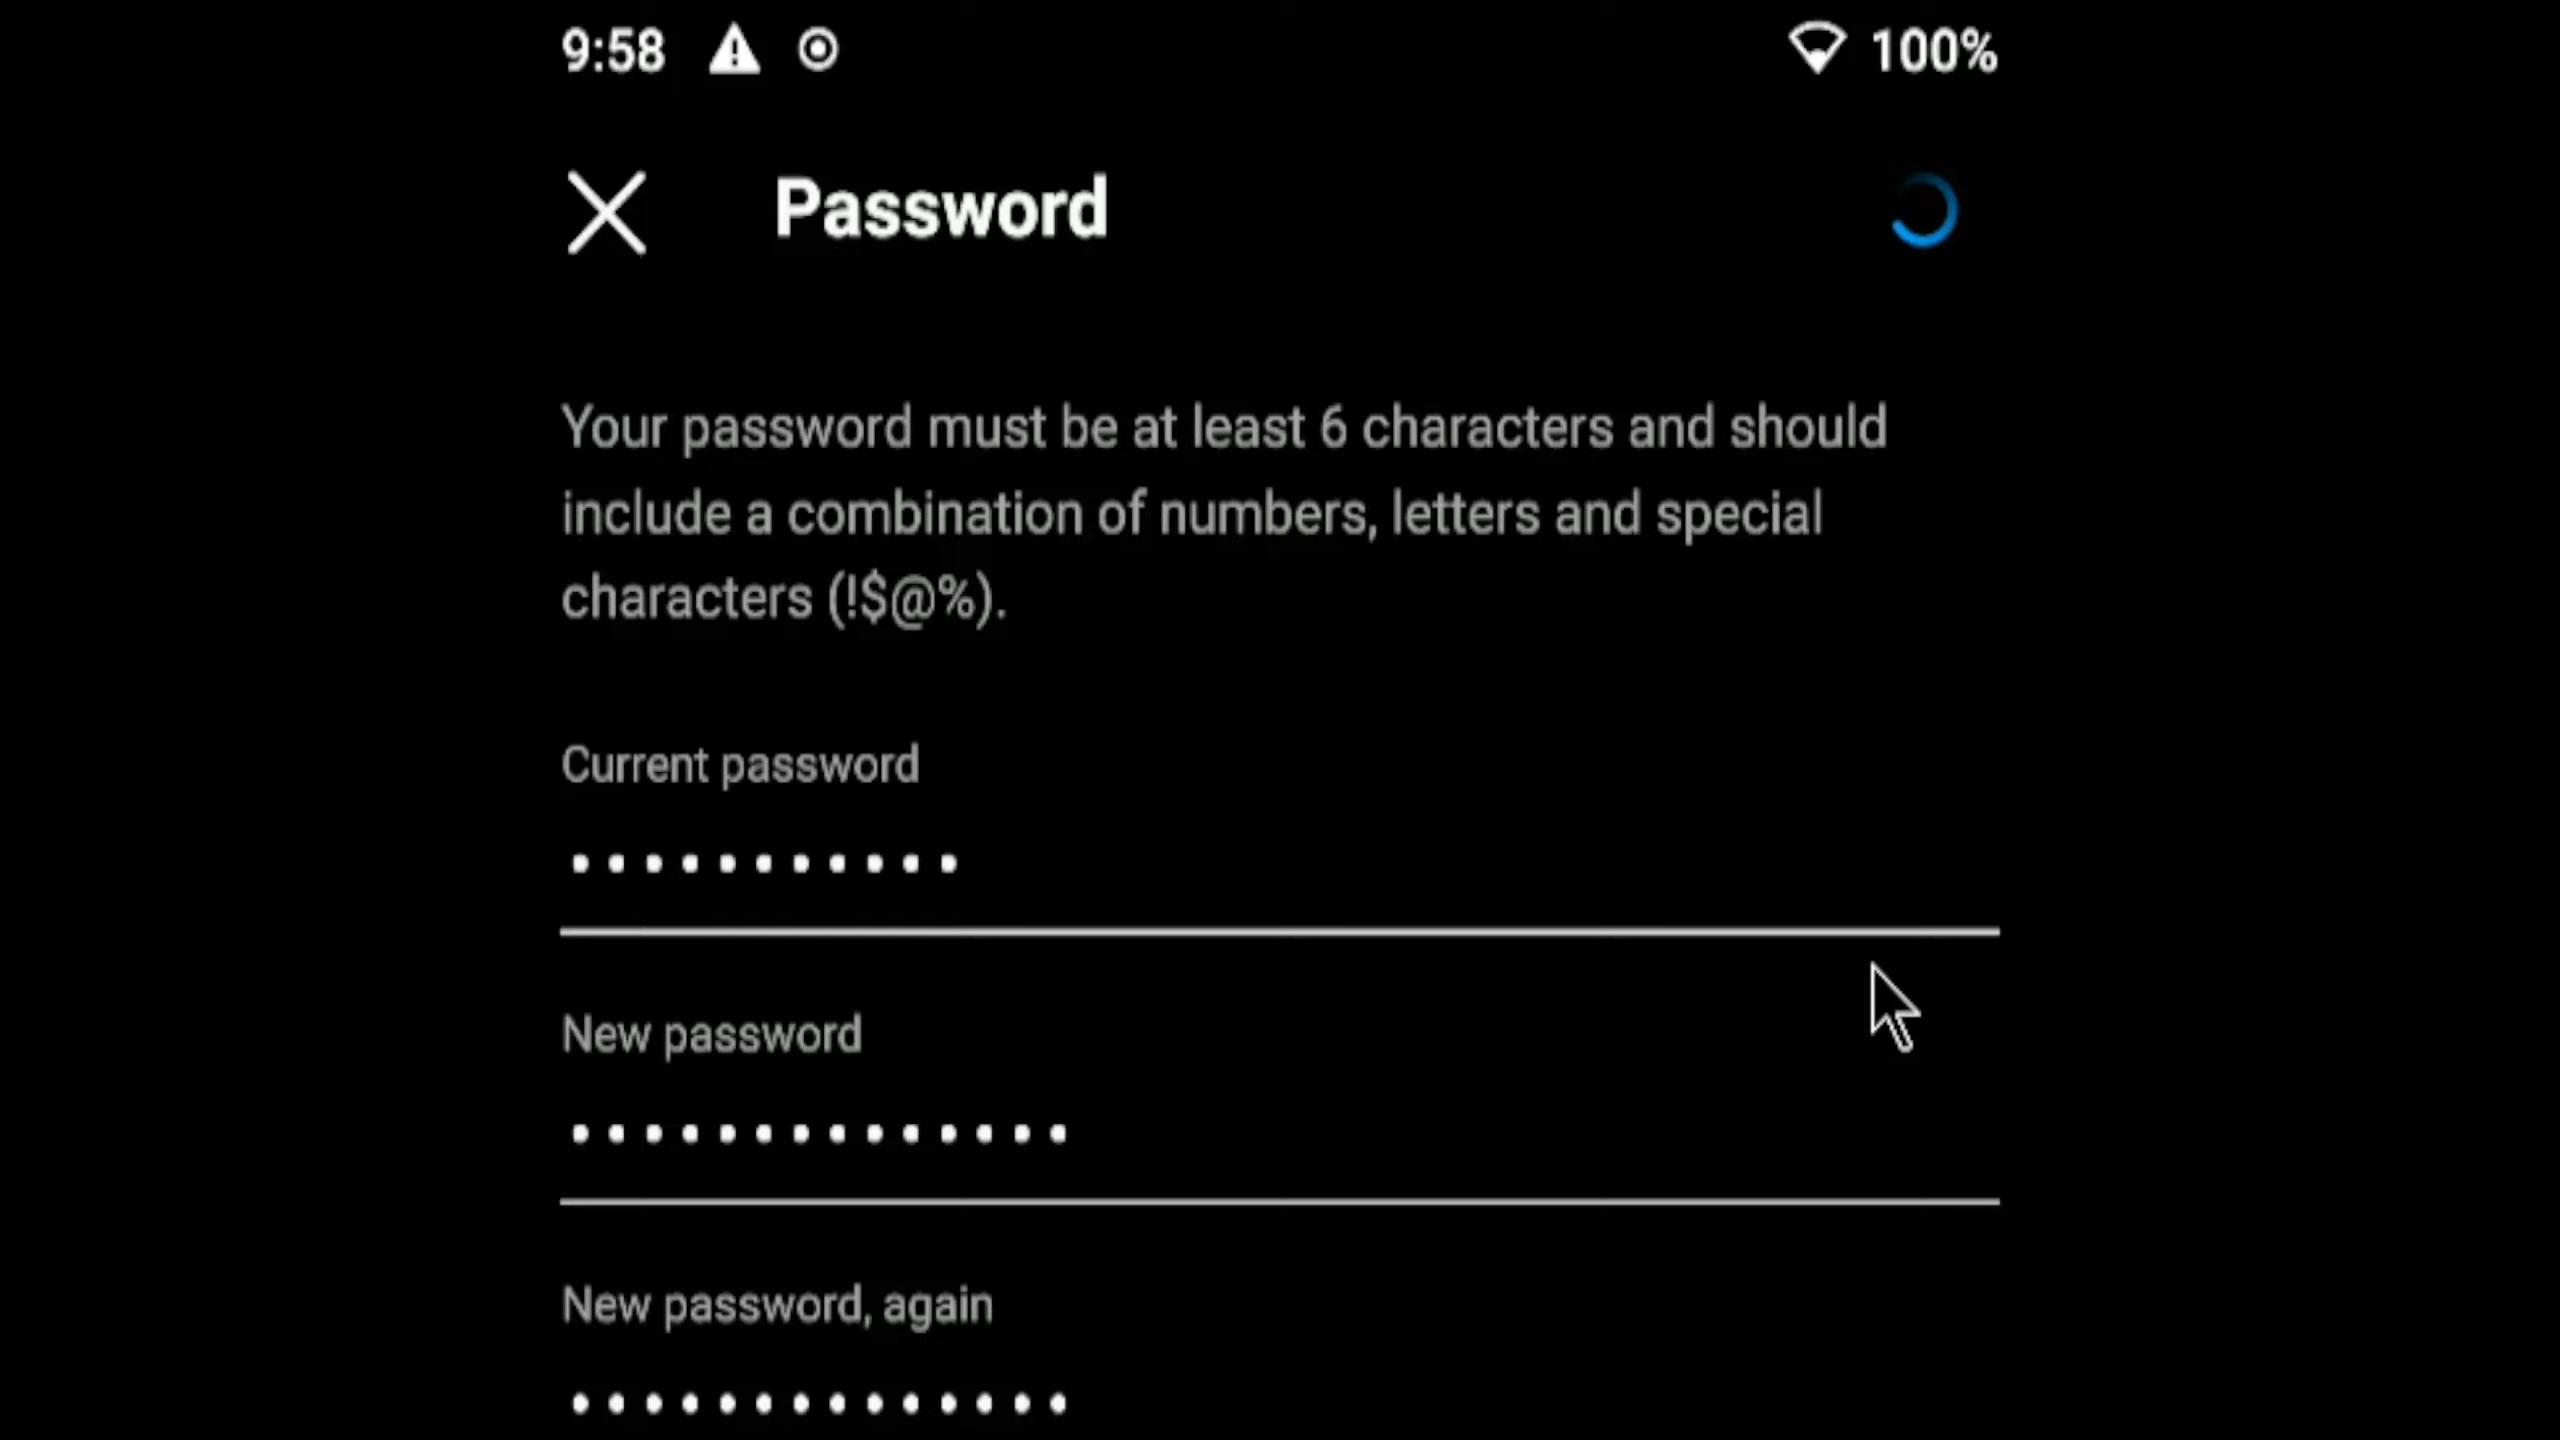 9:58
100%
Password
Your password must be at least 6 characters and should
include a combination of numbers, letters and special
characters (!$@%).
Current password
•••••••••••
New password
••••••••••••••
New password, again
••••••••••••••